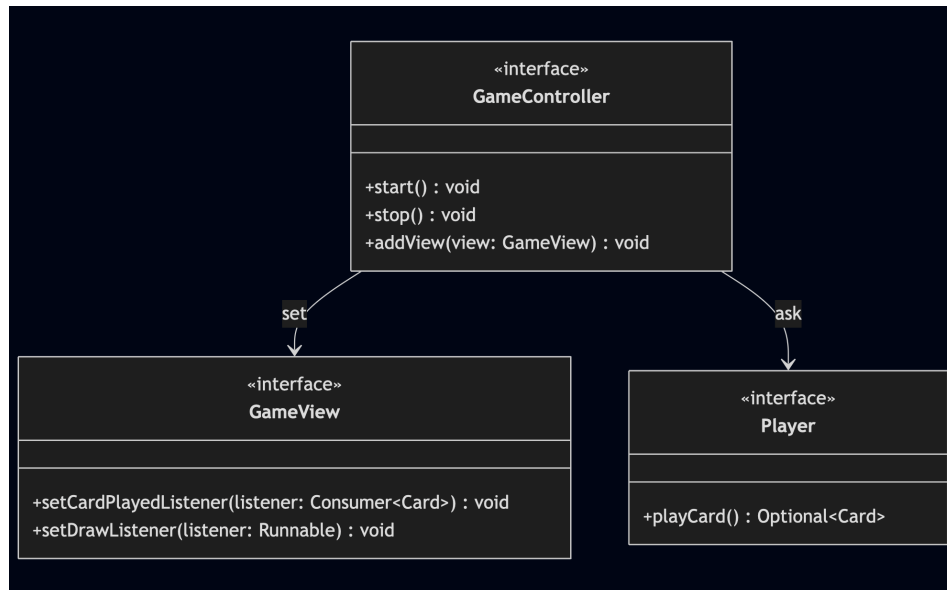 «interface»
GameController
+start() : void
+stop() : void
+addView(view: GameView) : void
set
ask
«interface»
GameView
+setCardPlayedListener(listener: Consumer<Card>) : void
+setDrawListener(listener: Runnable) : void
«interface»
Player
+playCard() : Optional<Card>